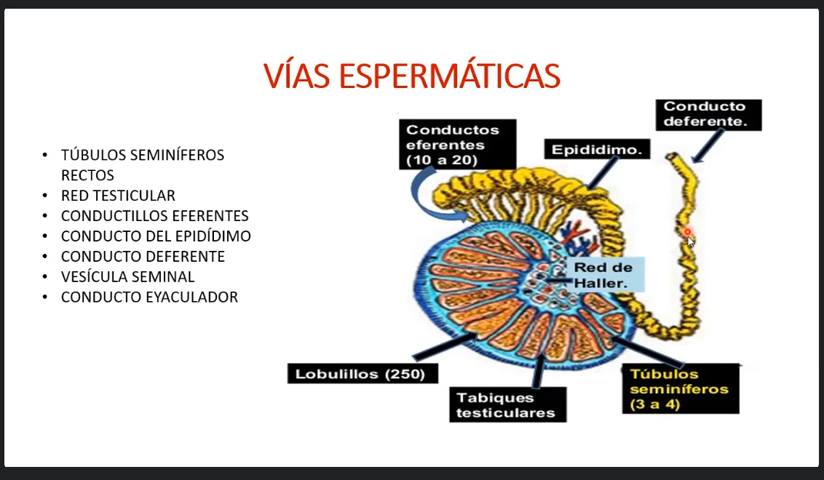 VÍAS ESPERMÁTICAS
TÚBULOS SEMINÍFEROS
RECTOS
RED TESTICULAR
CONDUCTILLOS EFERENTES
CONDUCTO DEL EPIDÍDIMO
CONDUCTO DEFERENTE
VESÍCULA SEMINAL
CONDUCTO EYACULADOR
Conducto
deferente.
Conductos
eferentes
(10 a 20)
Epididimo.
Red de
Haller.
Lobulillos (250)
Tabiques
testiculares
Túbulos
seminíferos
(3 a 4)